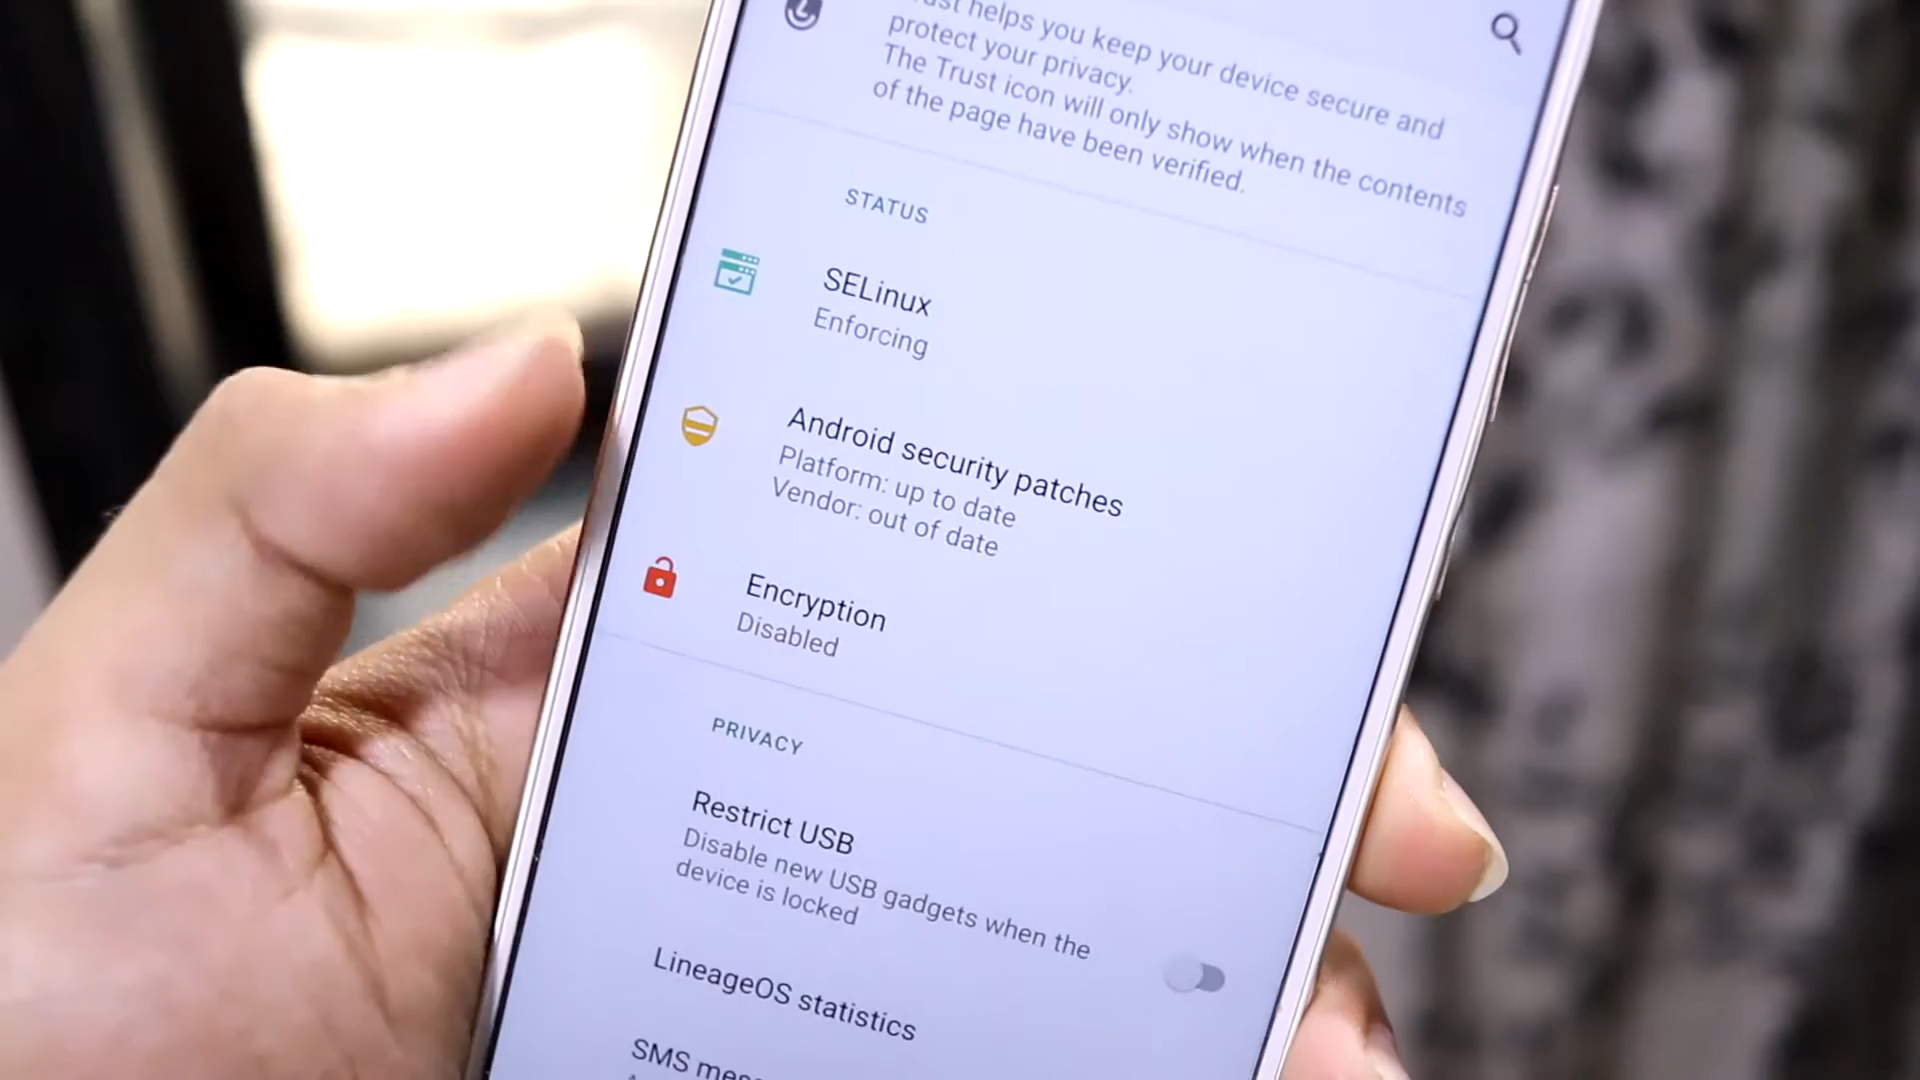 helps you keep your device secure and
protect your privacy.
The Trust icon will only show when the contents
of the page have been verified.
STATUS
SELinux
Enforcing
Android security patches
Platform: up to date
Vendor: out of date
Encryption
Disabled
PRIVACY
Restrict USB
Disable new USB gadgets when the
device is locked
LineageOS statistics
SMS